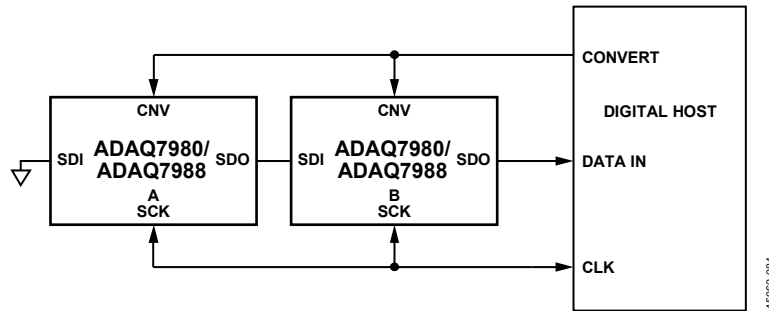 CONVERT
CNV
CNV
DIGITAL HOST
SDI ADAQ7980/ SDO
ADAQ7988
A
SCK
SDI ADAQ7980/ SDO
ADAQ7988
B
SCK
DATA IN
CLK